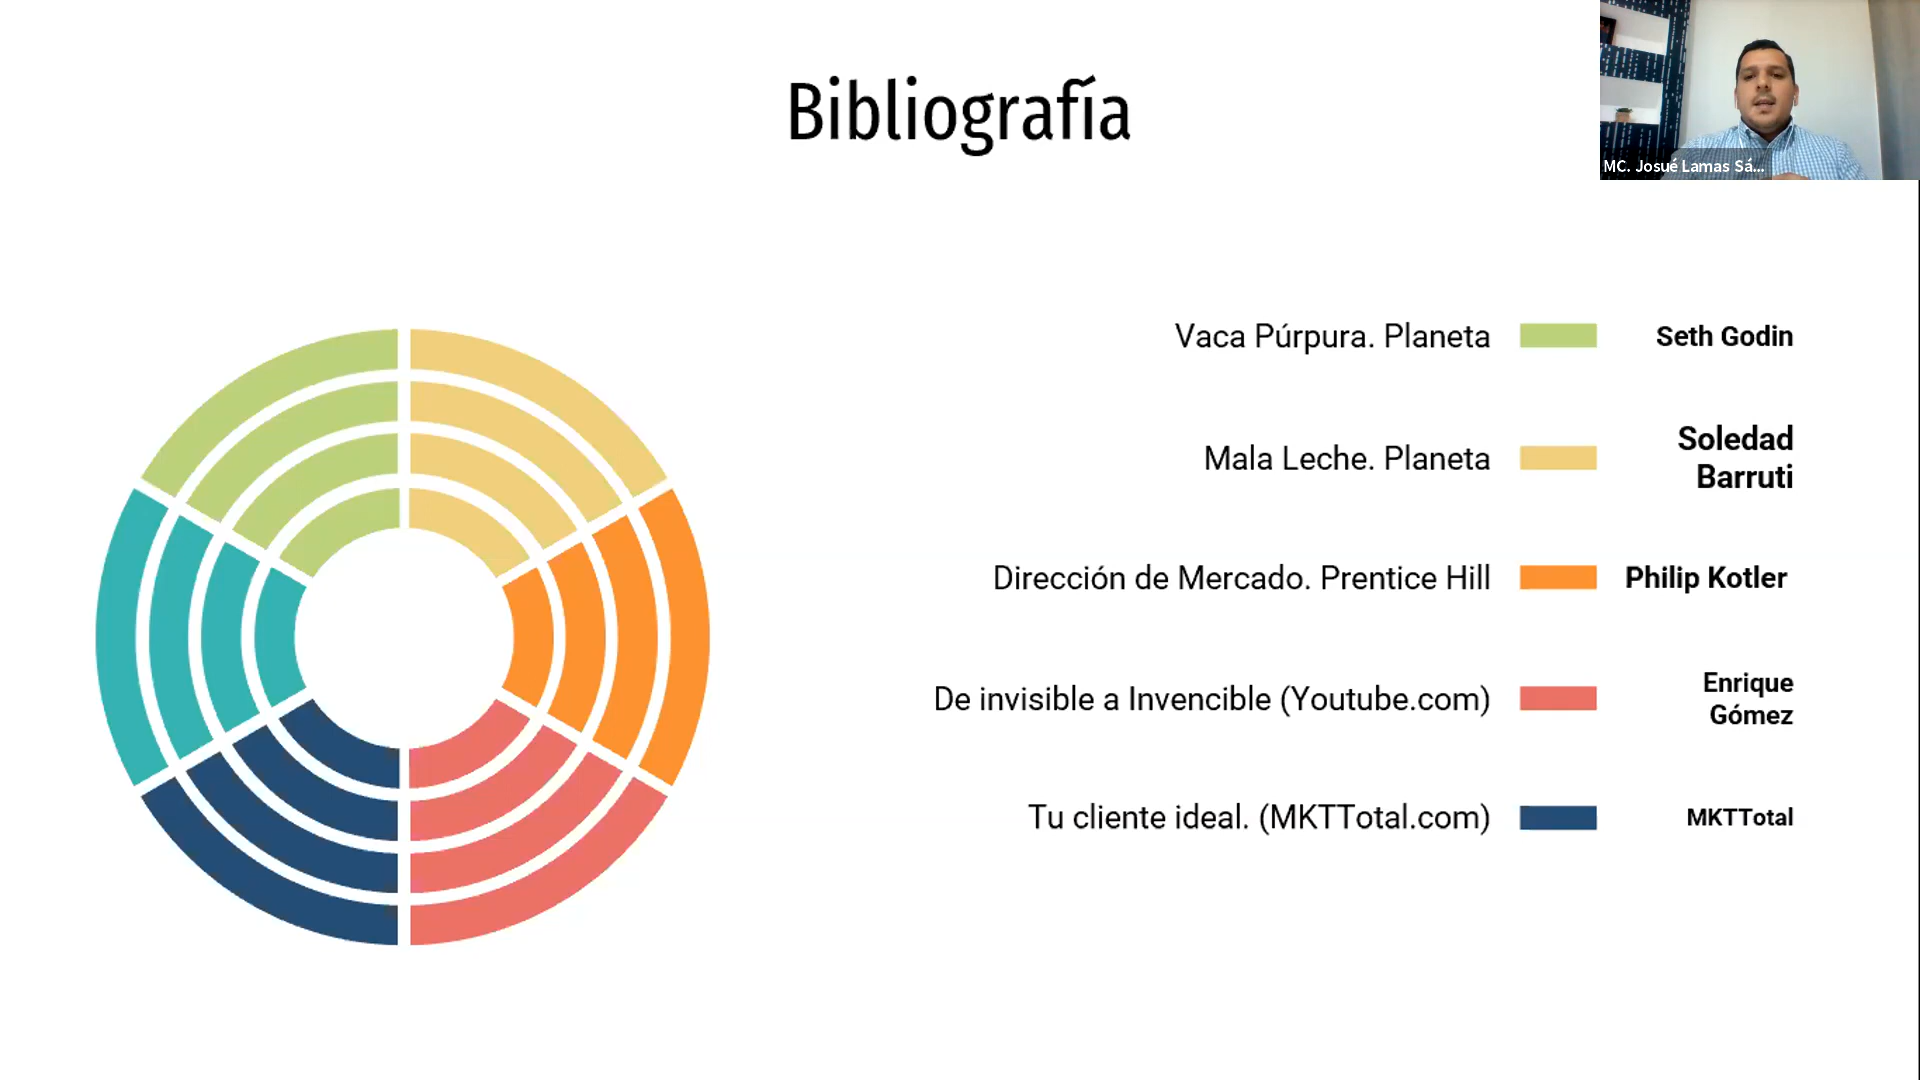 Bibliografía
MC. Josué Lamas Sá...
Vaca Púrpura. Planeta
Seth Godin
Mala Leche. Planeta
Soledad
Barruti
Dirección de Mercado. Prentice Hill
Philip Kotler
De invisible a Invencible (Youtube.com)
Enrique
Gómez
Tu cliente ideal. (MKTTotal.com)
MKTTotal